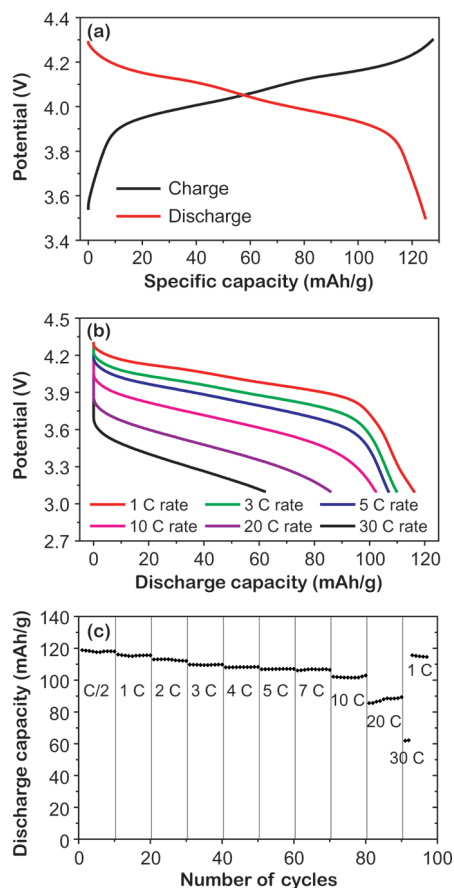 (a)
Potential (V)
4.4
4.2
4.0
3.8
3.6
3.4
Charge
Discharge
0 20 40 60 80 100 120
Specific capacity (mAh/g)
(b)
Potential (V)
4.5
4.2
3.9
3.6
3.3
3.0
2.7
1 C rate 3 C rate 5 C rate
10 C rate 20 C rate 30 C rate
0 20 40 60 80 100 120
Discharge capacity (mAh/g)
(c)
Discharge capacity (mAh/g)
140
120
100
80
60
40
20
0
C/2 1 C 2 C 3 C 4 C 5 C 7 C 10 C 20 C 30 C 1 C
0 20 40 60 80 100
Number of cycles